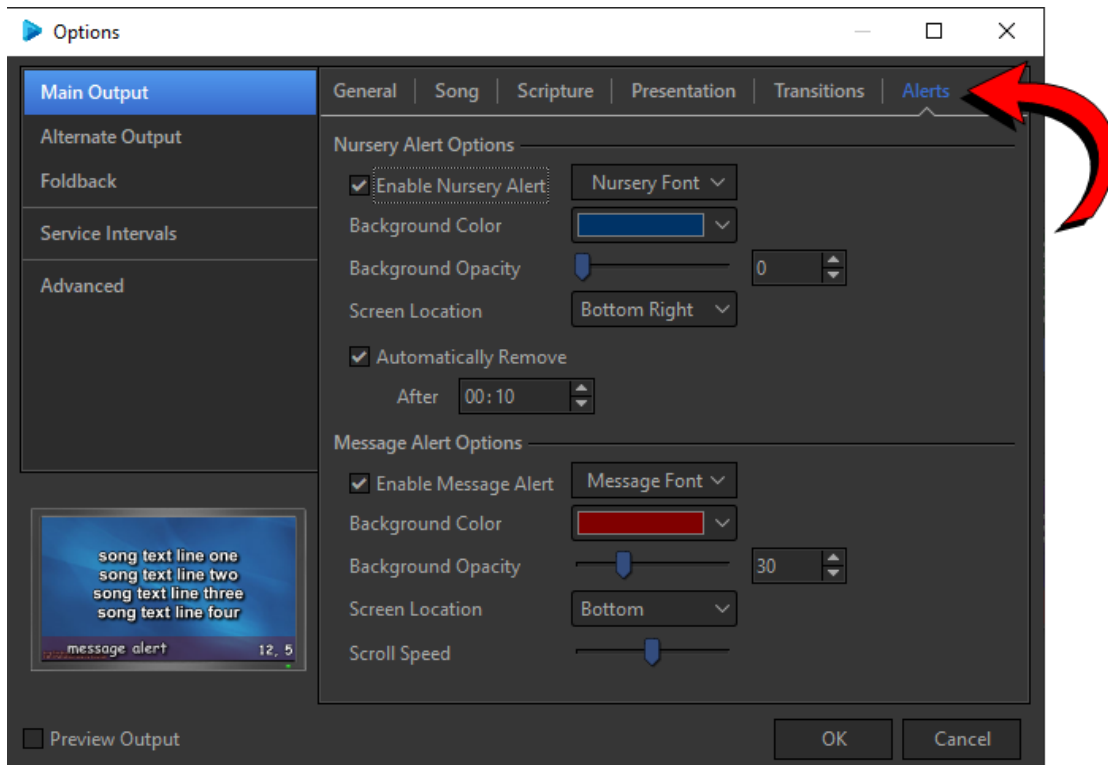 Options
Main Output
Alternate Output
Foldback
Service Intervals
Advanced
General Song Scripture Presentation Transitions Alerts
Nursery Alert Options
Enable Nursery Alert Nursery Font
Background Color
Background Opacity 0
Screen Location Bottom Right
Automatically Remove
After 00:10
Message Alert Options
Enable Message Alert Message Font
Background Color
Background Opacity 30
Screen Location Bottom
Scroll Speed
song text line one
song text line two
song text line three
song text line four
message alert 12, 5
Preview Output
OK Cancel